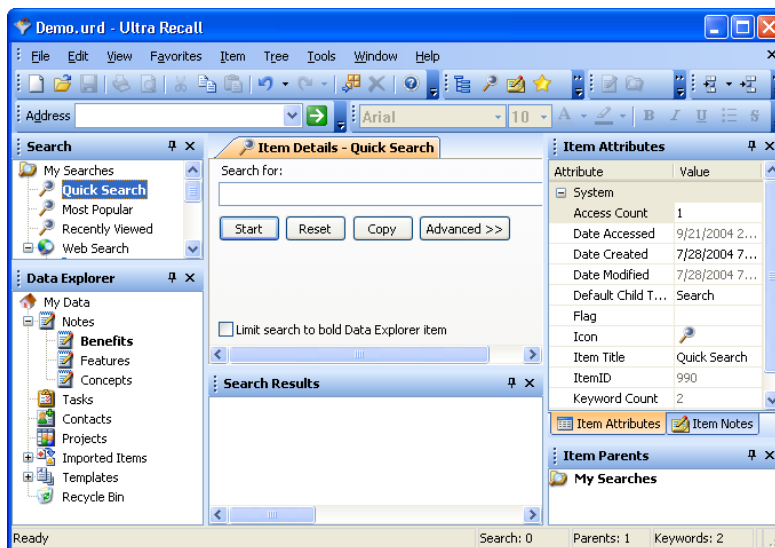 Demo.urd - Ultra Recall
File Edit View Favorites Item Tree Tools Window Help
Address Arial 10 A B I U S
Search
My Searches
Quick Search
Most Popular
Recently Viewed
Web Search
Data Explorer
My Data
Notes
Benefits
Features
Concepts
Tasks
Contacts
Projects
Imported Items
Templates
Recycle Bin
Item Details - Quick Search
Search for:
Start Reset Copy Advanced >>
Limit search to bold Data Explorer item
Search Results
Item Attributes
Attribute Value
System
Access Count 1
Date Accessed 9/21/2004 2...
Date Created 7/28/2004 7...
Date Modified 7/28/2004 7...
Default Child T... Search
Flag
Icon
Item Title Quick Search
ItemID 990
Keyword Count 2
Item Attributes Item Notes
Item Parents
My Searches
Ready Search: 0 Parents: 1 Keywords: 2